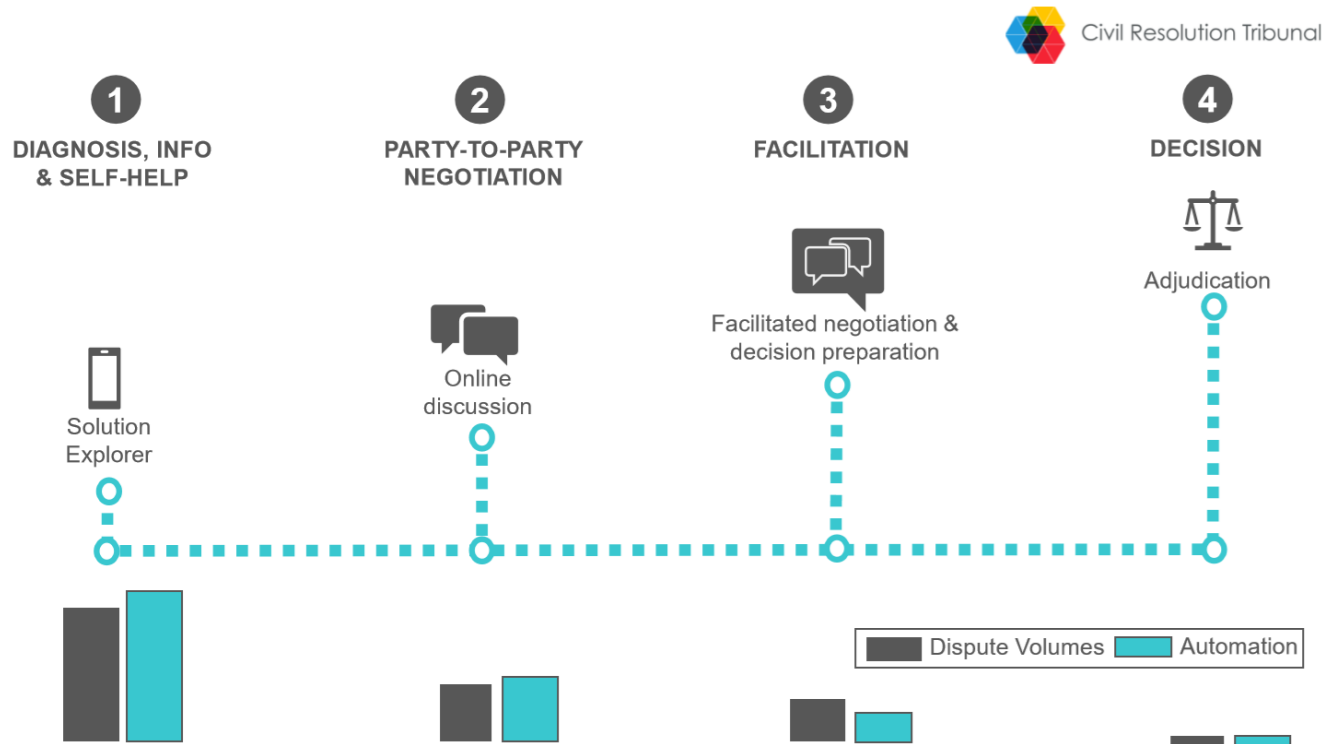 Civil Resolution Tribunal
1
DIAGNOSIS, INFO
& SELF-HELP
Solution
Explorer
2
PARTY-TO-PARTY
NEGOTIATION
Online
discussion
3
FACILITATION
Facilitated negotiation &
decision preparation
4
DECISION
Adjudication
Dispute Volumes
Automation